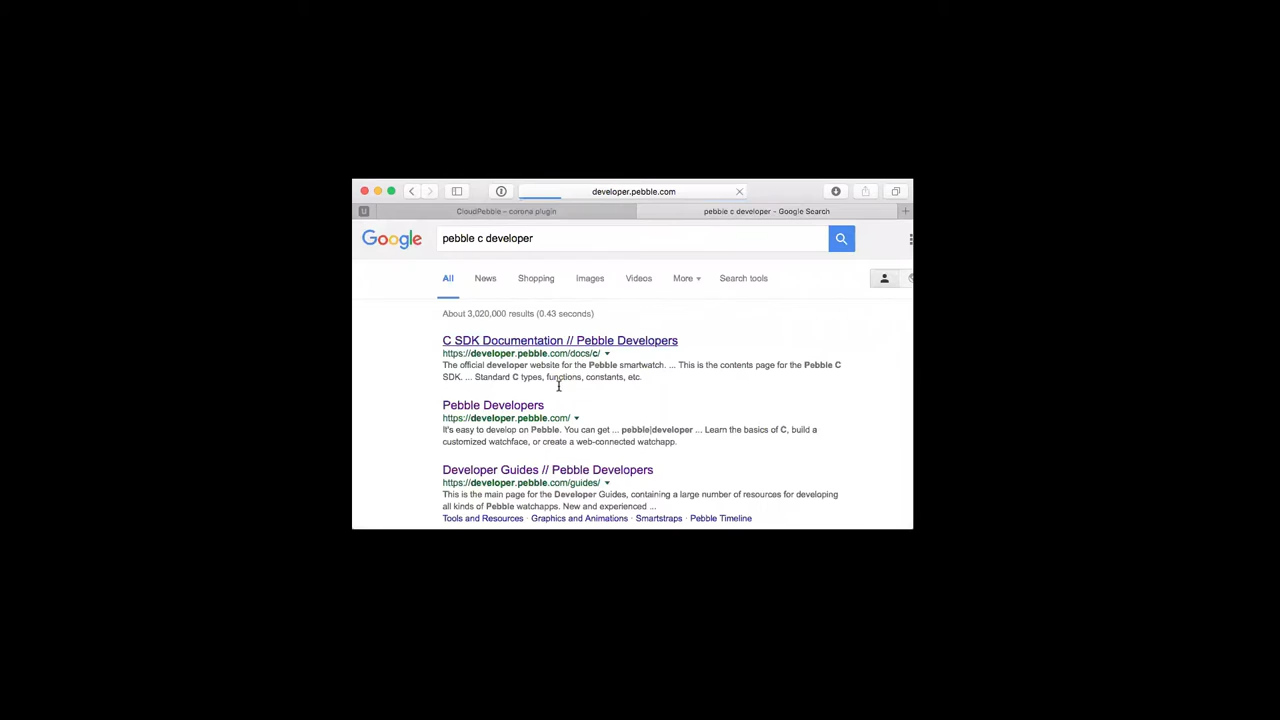 developer.pebble.com
U
CloudPebble – corona plugin
pebble c developer - Google Search
Google
pebble c developer
All News Shopping Images Videos More Search tools
About 3,020,000 results (0.43 seconds)
C SDK Documentation // Pebble Developers
https://developer.pebble.com/docs/c/
The official developer website for the Pebble smartwatch. ... This is the contents page for the Pebble C
SDK. ... Standard C types, functions, constants, etc.
Pebble Developers
https://developer.pebble.com/
It's easy to develop on Pebble. You can get ... pebble|developer ... Learn the basics of C, build a
customized watchface, or create a web-connected watchapp.
Developer Guides // Pebble Developers
https://developer.pebble.com/guides/
This is the main page for the Developer Guides, containing a large number of resources for developing
all kinds of Pebble watchapps. New and experienced ...
Tools and Resources · Graphics and Animations · Smartstraps · Pebble Timeline